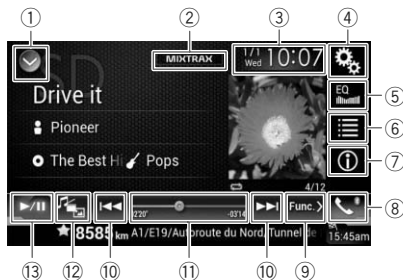 ① ② ③ ④
MIXTRAX
1/1 Wed 10:07
SD
EQ
⑤
Drive it
⑥
Pioneer
⑦
The Best Hi Pops
4/12
Func.
⑧
2'20" -03'14"
8585 km A1/E19/Autoroute du Nord/Tunnel de
15:45am
⑬ ⑫ ⑩ ⑪ ⑩ ⑨